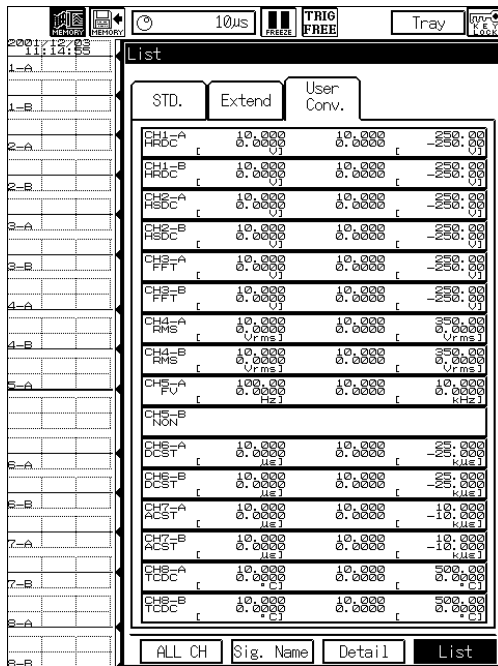 MEMORY MEMORY 10µs FREEZE TRIG FREE Tray KEY LOCK
2001/12/03
11:14:55
List
1-A
STD. Extend User Conv.
1-B
CH1-A 10.000 10.000 250.00
HRDC 0.0000 0.0000 -250.00
[ V] [ V]
2-A
CH1-B 10.000 10.000 250.00
HRDC 0.0000 0.0000 -250.00
[ V] [ V]
2-B
CH2-A 10.000 10.000 250.00
HSDC 0.0000 0.0000 -250.00
[ V] [ V]
3-A
CH2-B 10.000 10.000 250.00
HSDC 0.0000 0.0000 -250.00
[ V] [ V]
3-B
CH3-A 10.000 10.000 250.00
FFT 0.0000 0.0000 -250.00
[ V] [ V]
CH3-B 10.000 10.000 250.00
FFT 0.0000 0.0000 -250.00
[ V] [ V]
4-A
CH4-A 10.000 10.000 350.00
RMS 0.0000 0.0000 0.0000
[ Vrms] [ Vrms]
4-B
CH4-B 10.000 10.000 350.00
RMS 0.0000 0.0000 0.0000
[ Vrms] [ Vrms]
5-A
CH5-A 100.00 10.000 10.000
FV 0.0000 0.0000 0.0000
[ Hz] [ kHz]
CH5-B
NON
6-A
CH6-A 10.000 10.000 25.000
DCST 0.0000 0.0000 -25.000
[ µε] [ kµε]
CH6-B 10.000 10.000 25.000
DCST 0.0000 0.0000 -25.000
[ µε] [ kµε]
6-B
CH7-A 10.000 10.000 10.000
ACST 0.0000 0.0000 -10.000
[ µε] [ kµε]
7-A
CH7-B 10.000 10.000 10.000
ACST 0.0000 0.0000 -10.000
[ µε] [ kµε]
7-B
CH8-A 10.000 10.000 500.00
TCDC 0.0000 0.0000 0.0000
[ °C] [ °C]
CH8-B 10.000 10.000 500.00
TCDC 0.0000 0.0000 0.0000
[ °C] [ °C]
8-A
ALL CH Sig. Name Detail List
8-B